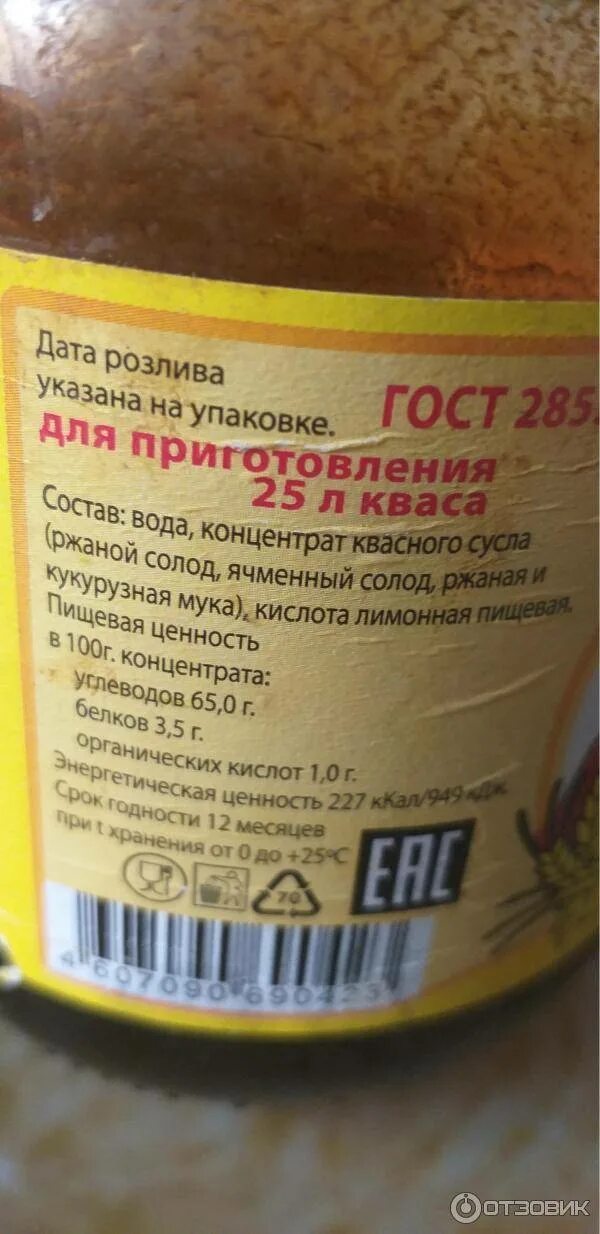 Дата розлива
указана на упаковке.
ГОСТ 285
для приготовления
25 л кваса
Состав: вода, концентрат квасного сусла
(ржаной солод, ячменный солод, ржаная и
кукурузная мука), кислота лимонная пищевая.
Пищевая ценность
в 100г. концентрата:
углеводов 65,0 г.
белков 3,5 г.
органических кислот 1,0 г.
Энергетическая ценность 227 кКал/949 кДж
Срок годности 12 месяцев
при t хранения от 0 до +25°С
70
ЕАС
4 607090 690423
ОТЗОВИК